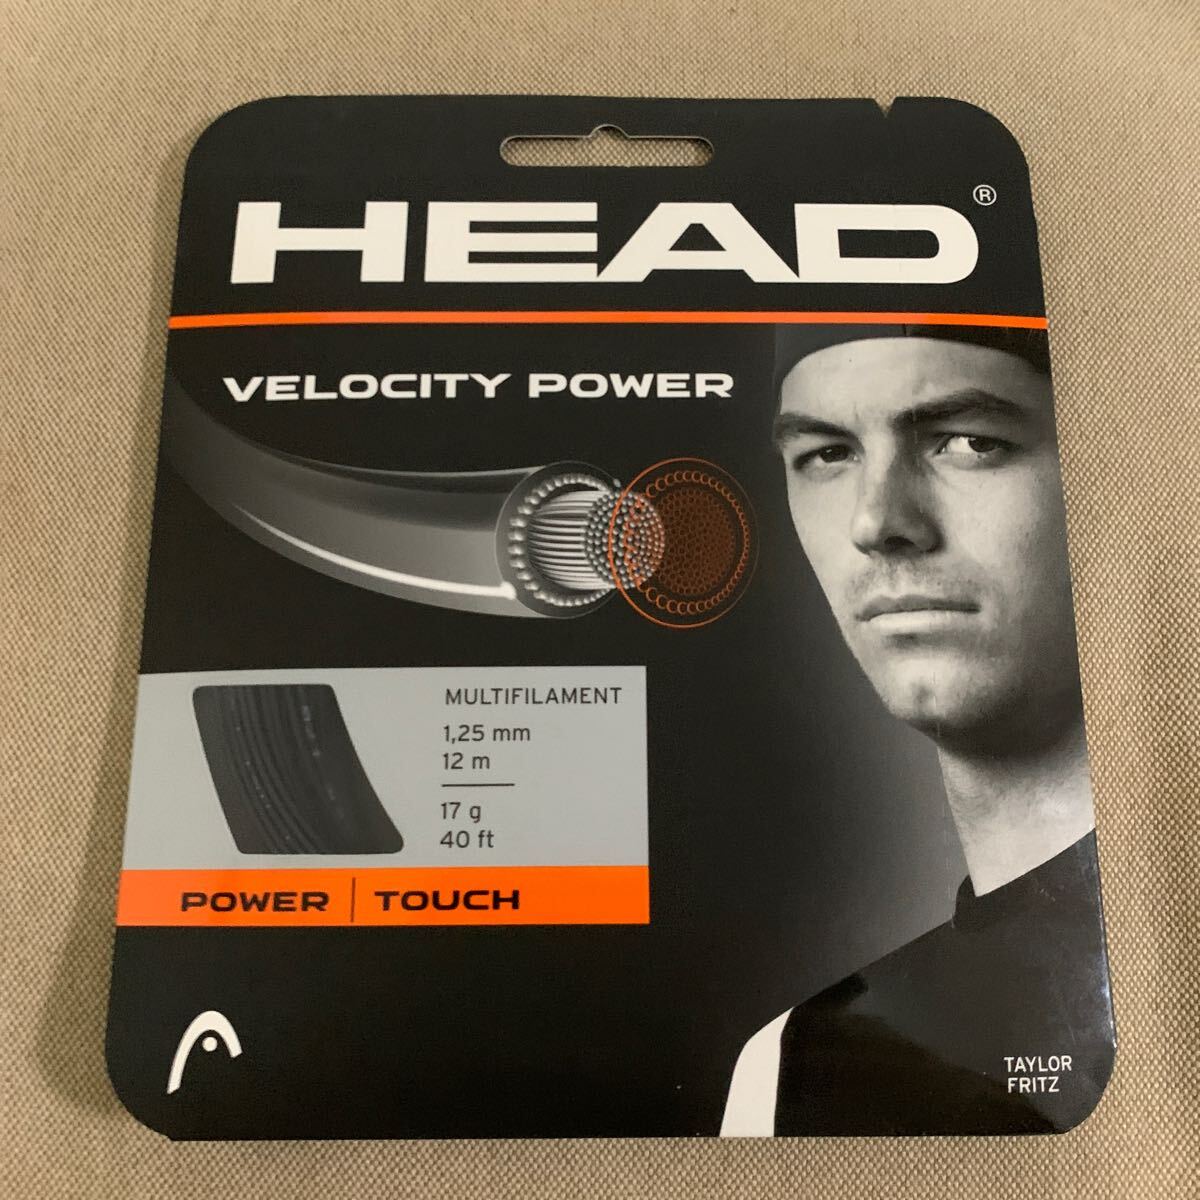 HEAD®
VELOCITY POWER
MULTIFILAMENT
1,25 mm
12 m
17 g
40 ft
POWER | TOUCH
TAYLOR
FRITZ